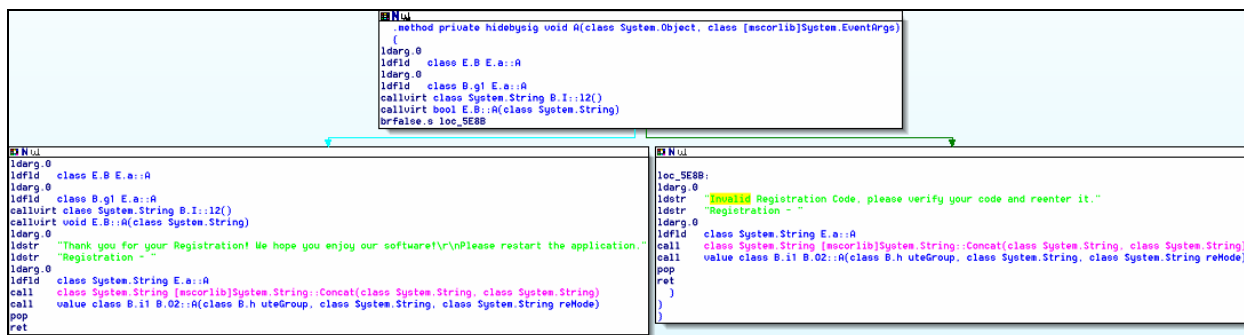 .method private hidebysig void A(class System.Object, class [mscorlib]System.EventArgs)
{
ldarg.0
ldfld class E.B E.a::A
ldarg.0
ldfld class B.g1 E.a::A
callvirt class System.String B.I::l2()
callvirt bool E.B::A(class System.String)
brfalse.s loc_5E8B
ldarg.0
ldfld class E.B E.a::A
ldarg.0
ldfld class B.g1 E.a::A
callvirt class System.String B.I::l2()
callvirt void E.B::A(class System.String)
ldarg.0
ldstr "Thank you for your Registration! We hope you enjoy our software!\r\nPlease restart the application."
ldstr "Registration - "
ldarg.0
ldfld class System.String E.a::A
call class System.String [mscorlib]System.String::Concat(class System.String, class System.String)
call value class B.i1 B.O2::A(class B.h uteGroup, class System.String, class System.String reMode)
pop
ret
loc_5E8B:
ldarg.0
ldstr "Invalid Registration Code, please verify your code and reenter it."
ldstr "Registration - "
ldarg.0
ldfld class System.String E.a::A
call class System.String [mscorlib]System.String::Concat(class System.String, class System.String)
call value class B.i1 B.O2::A(class B.h uteGroup, class System.String, class System.String reMode)
pop
ret
}
)
)